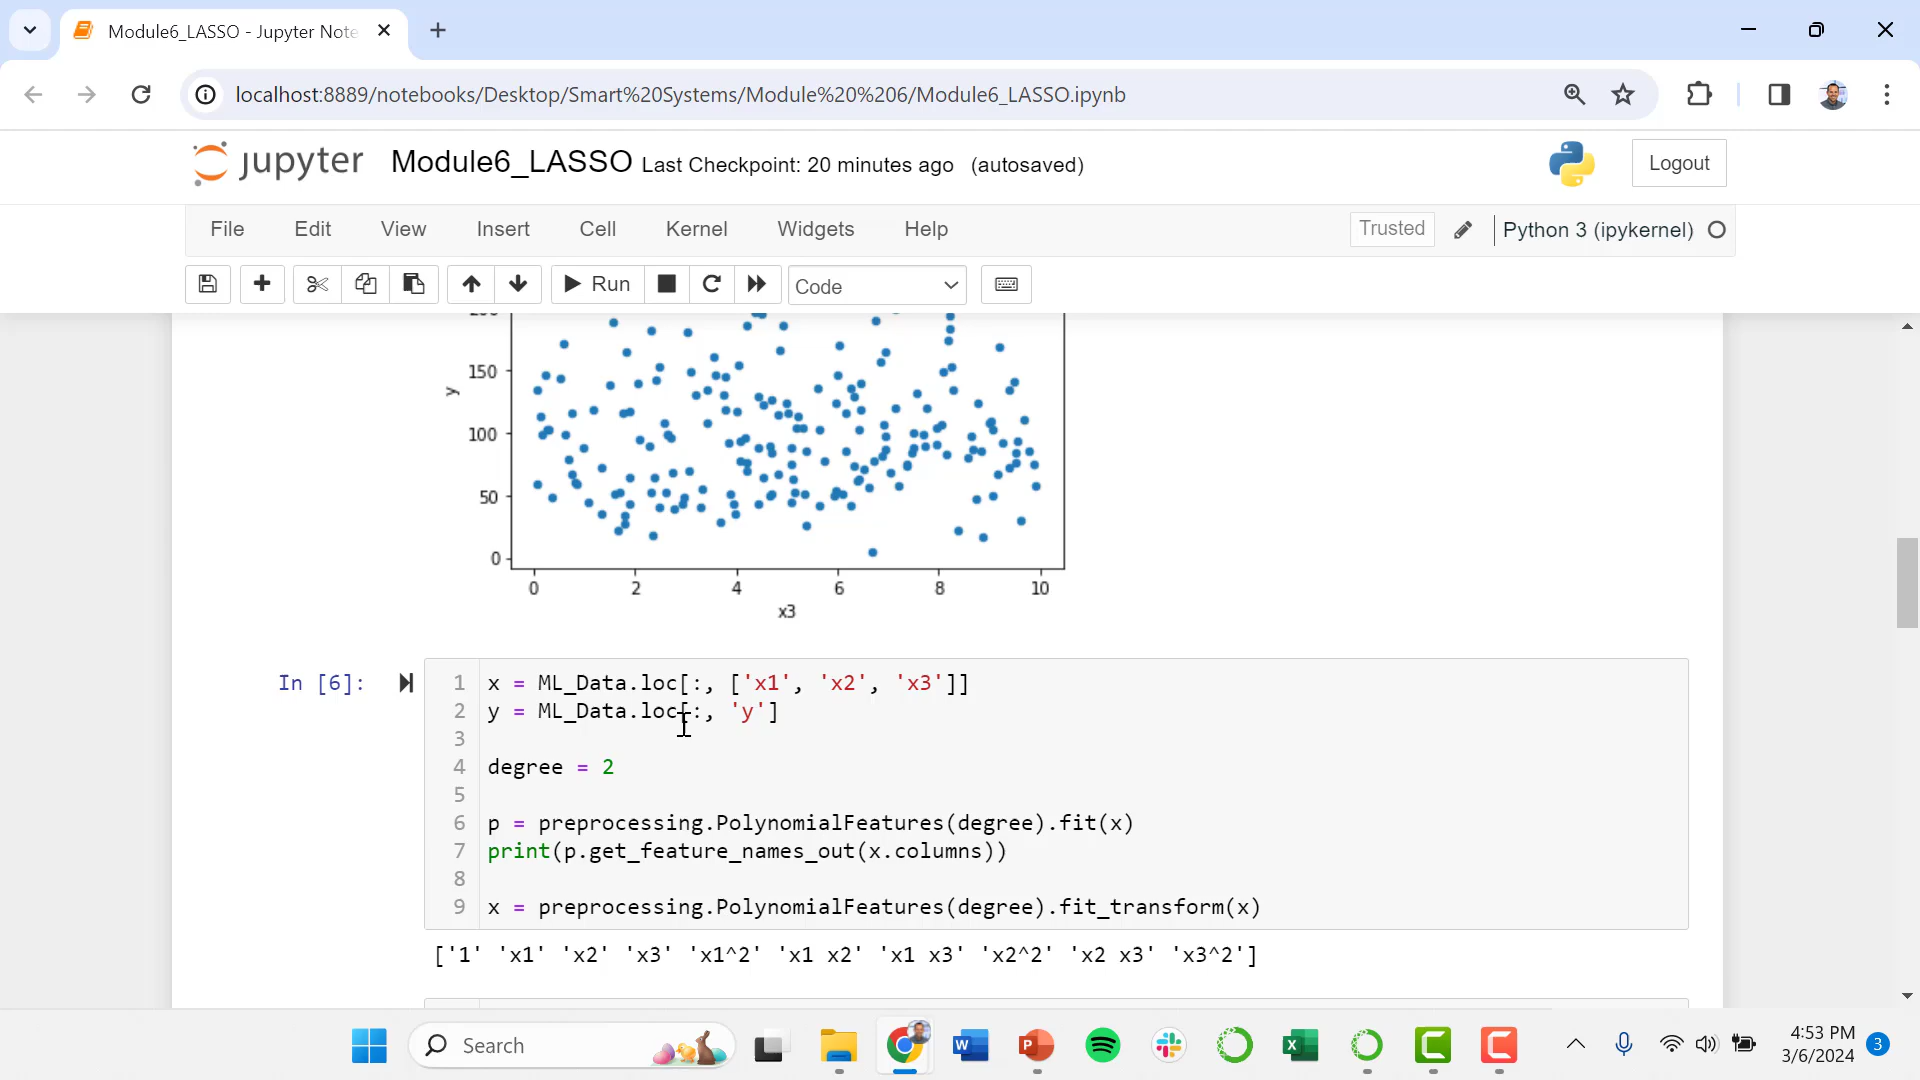 Module6_LASSO - Jupyter Note
localhost:8889/notebooks/Desktop/Smart%20Systems/Module%20%206/Module6_LASSO.ipynb
jupyter Module6_LASSO Last Checkpoint: 20 minutes ago (autosaved)
Logout
File Edit View Insert Cell Kernel Widgets Help
Trusted
Python 3 (ipykernel)
Run
Code
150
y
100
50
0
0 2 4 6 8 10
x3
In [6]:
1 x = ML_Data.loc[:, ['x1', 'x2', 'x3']]
2 y = ML_Data.loc[:, 'y']
3
4 degree = 2
5
6 p = preprocessing.PolynomialFeatures(degree).fit(x)
7 print(p.get_feature_names_out(x.columns))
8
9 x = preprocessing.PolynomialFeatures(degree).fit_transform(x)
['1' 'x1' 'x2' 'x3' 'x1^2' 'x1 x2' 'x1 x3' 'x2^2' 'x2 x3' 'x3^2']
Search
W
P
X
C
C
4:53 PM
3/6/2024
3